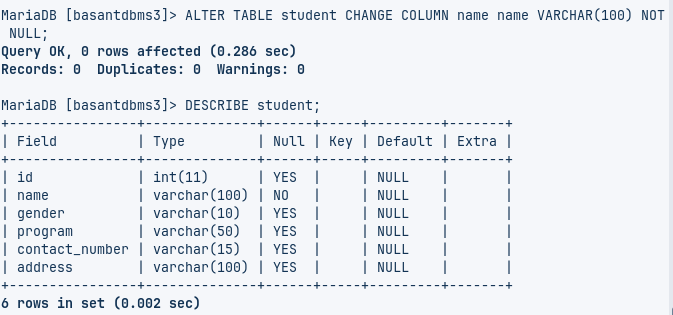 MariaDB [basantdbms3]> ALTER TABLE student CHANGE COLUMN name name VARCHAR(100) NOT
 NULL;
Query OK, 0 rows affected (0.286 sec)
Records: 0  Duplicates: 0  Warnings: 0

MariaDB [basantdbms3]> DESCRIBE student;
+----------------+--------------+------+-----+---------+-------+
| Field          | Type         | Null | Key | Default | Extra |
+----------------+--------------+------+-----+---------+-------+
| id             | int(11)      | YES  |     | NULL    |       |
| name           | varchar(100) | NO   |     | NULL    |       |
| gender         | varchar(10)  | YES  |     | NULL    |       |
| program        | varchar(50)  | YES  |     | NULL    |       |
| contact_number | varchar(15)  | YES  |     | NULL    |       |
| address        | varchar(100) | YES  |     | NULL    |       |
+----------------+--------------+------+-----+---------+-------+
6 rows in set (0.002 sec)